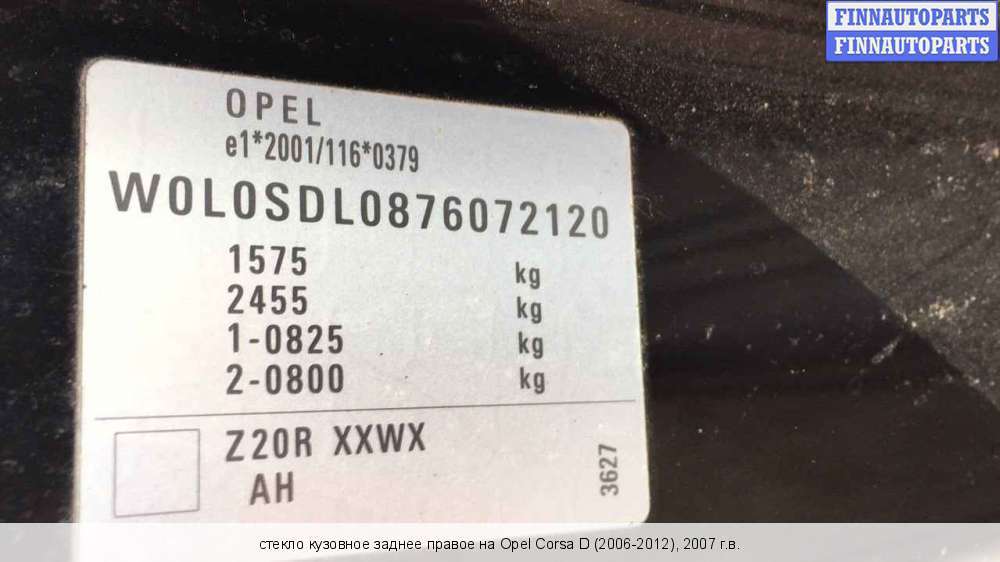 FINNAUTOPARTS
FINNAUTOPARTS
OPEL
e1*2001/116*0379
W0L0SDL0876072120
1575 kg
2455 kg
1-0825 kg
2-0800 kg
Z20R XXWX
AH
3627
стекло кузовное заднее правое на Opel Corsa D (2006-2012), 2007 г.в.